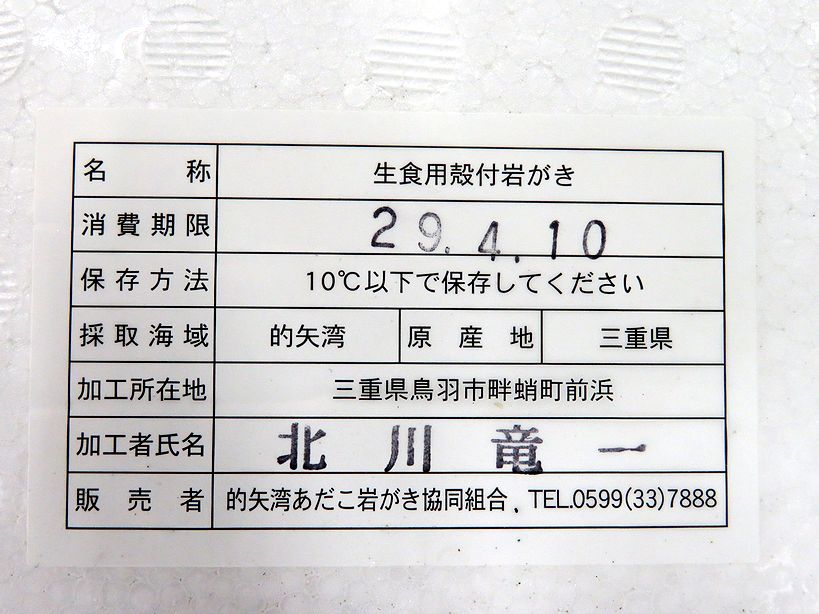 名称 生食用殻付岩がき
消費期限 29.4.10
保存方法 10℃以下で保存してください
採取海域 的矢湾 原産地 三重県
加工所在地 三重県鳥羽市畔蛸町前浜
加工者氏名 北川竜一
販売者 的矢湾あだこ岩がき協同組合、TEL.0599(33)7888